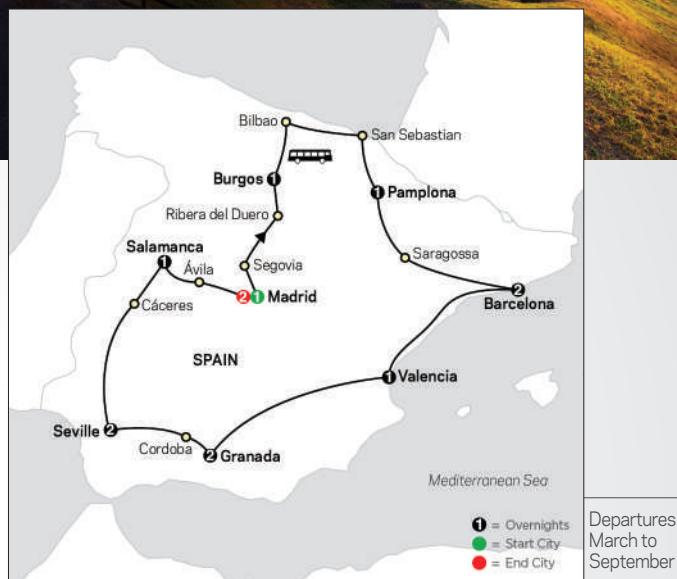 Bilbao
San Sebastian
Burgos 1
1 Pamplona
Ribera del Duero
Salamanca
1
Ávila
Segovia
Saragossa
2 1 Madrid
2
Barcelona
Cáceres
SPAIN
1 Valencia
Seville 2
Cordoba
2 Granada
Mediterranean Sea
1 = Overnights
= Start City
= End City
Departures
March to
September